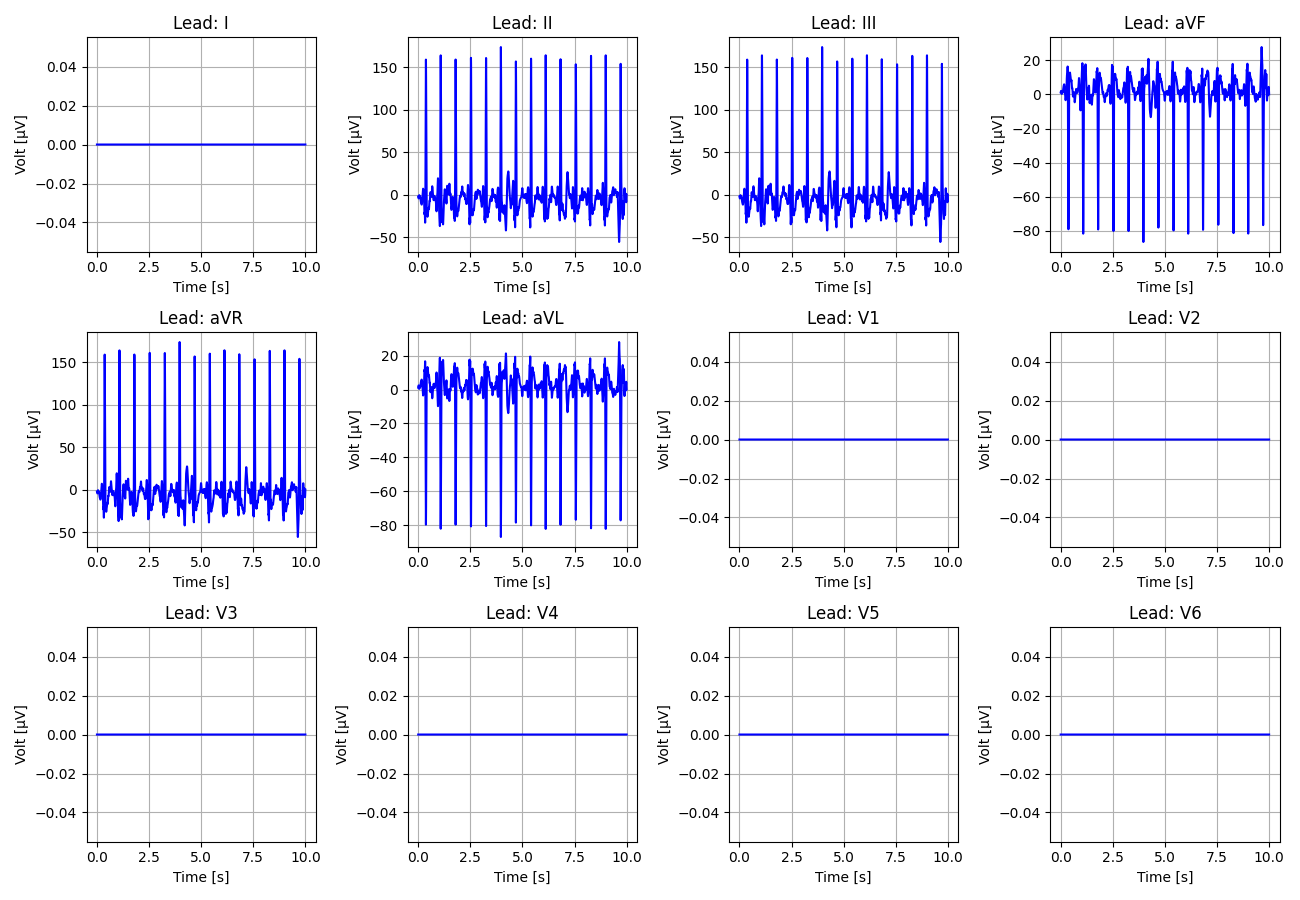 Lead: I
Lead: II
Lead: III
Lead: aVF
Volt [µV]
0.04
0.02
0.00
−0.02
−0.04
0.0 2.5 5.0 7.5 10.0
Time [s]
Volt [µV]
150
100
50
0
−50
0.0 2.5 5.0 7.5 10.0
Time [s]
Volt [µV]
150
100
50
0
−50
0.0 2.5 5.0 7.5 10.0
Time [s]
Volt [µV]
20
0
−20
−40
−60
−80
0.0 2.5 5.0 7.5 10.0
Time [s]
Lead: aVR
Lead: aVL
Lead: V1
Lead: V2
Volt [µV]
150
100
50
0
−50
0.0 2.5 5.0 7.5 10.0
Time [s]
Volt [µV]
20
0
−20
−40
−60
−80
0.0 2.5 5.0 7.5 10.0
Time [s]
Volt [µV]
0.04
0.02
0.00
−0.02
−0.04
0.0 2.5 5.0 7.5 10.0
Time [s]
Volt [µV]
0.04
0.02
0.00
−0.02
−0.04
0.0 2.5 5.0 7.5 10.0
Time [s]
Lead: V3
Lead: V4
Lead: V5
Lead: V6
Volt [µV]
0.04
0.02
0.00
−0.02
−0.04
0.0 2.5 5.0 7.5 10.0
Time [s]
Volt [µV]
0.04
0.02
0.00
−0.02
−0.04
0.0 2.5 5.0 7.5 10.0
Time [s]
Volt [µV]
0.04
0.02
0.00
−0.02
−0.04
0.0 2.5 5.0 7.5 10.0
Time [s]
Volt [µV]
0.04
0.02
0.00
−0.02
−0.04
0.0 2.5 5.0 7.5 10.0
Time [s]